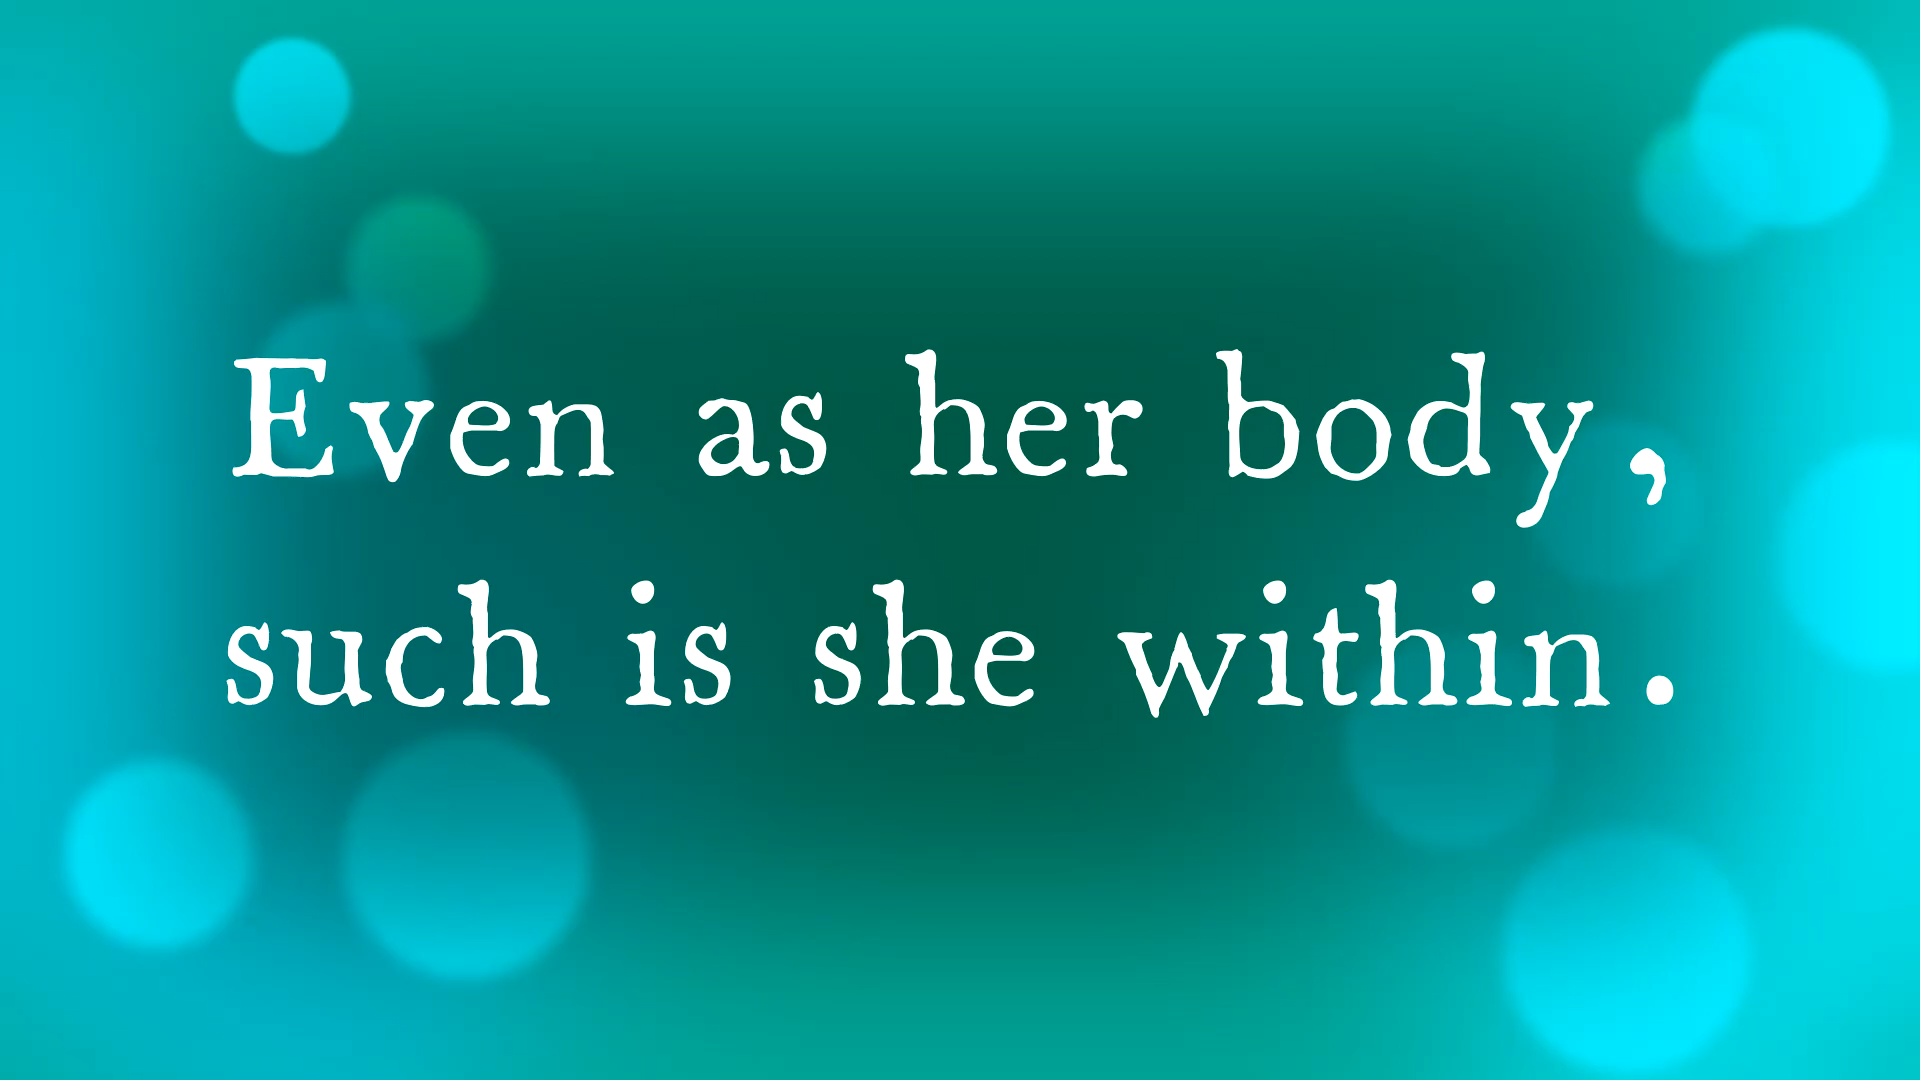 Even as her body,
such is she within.